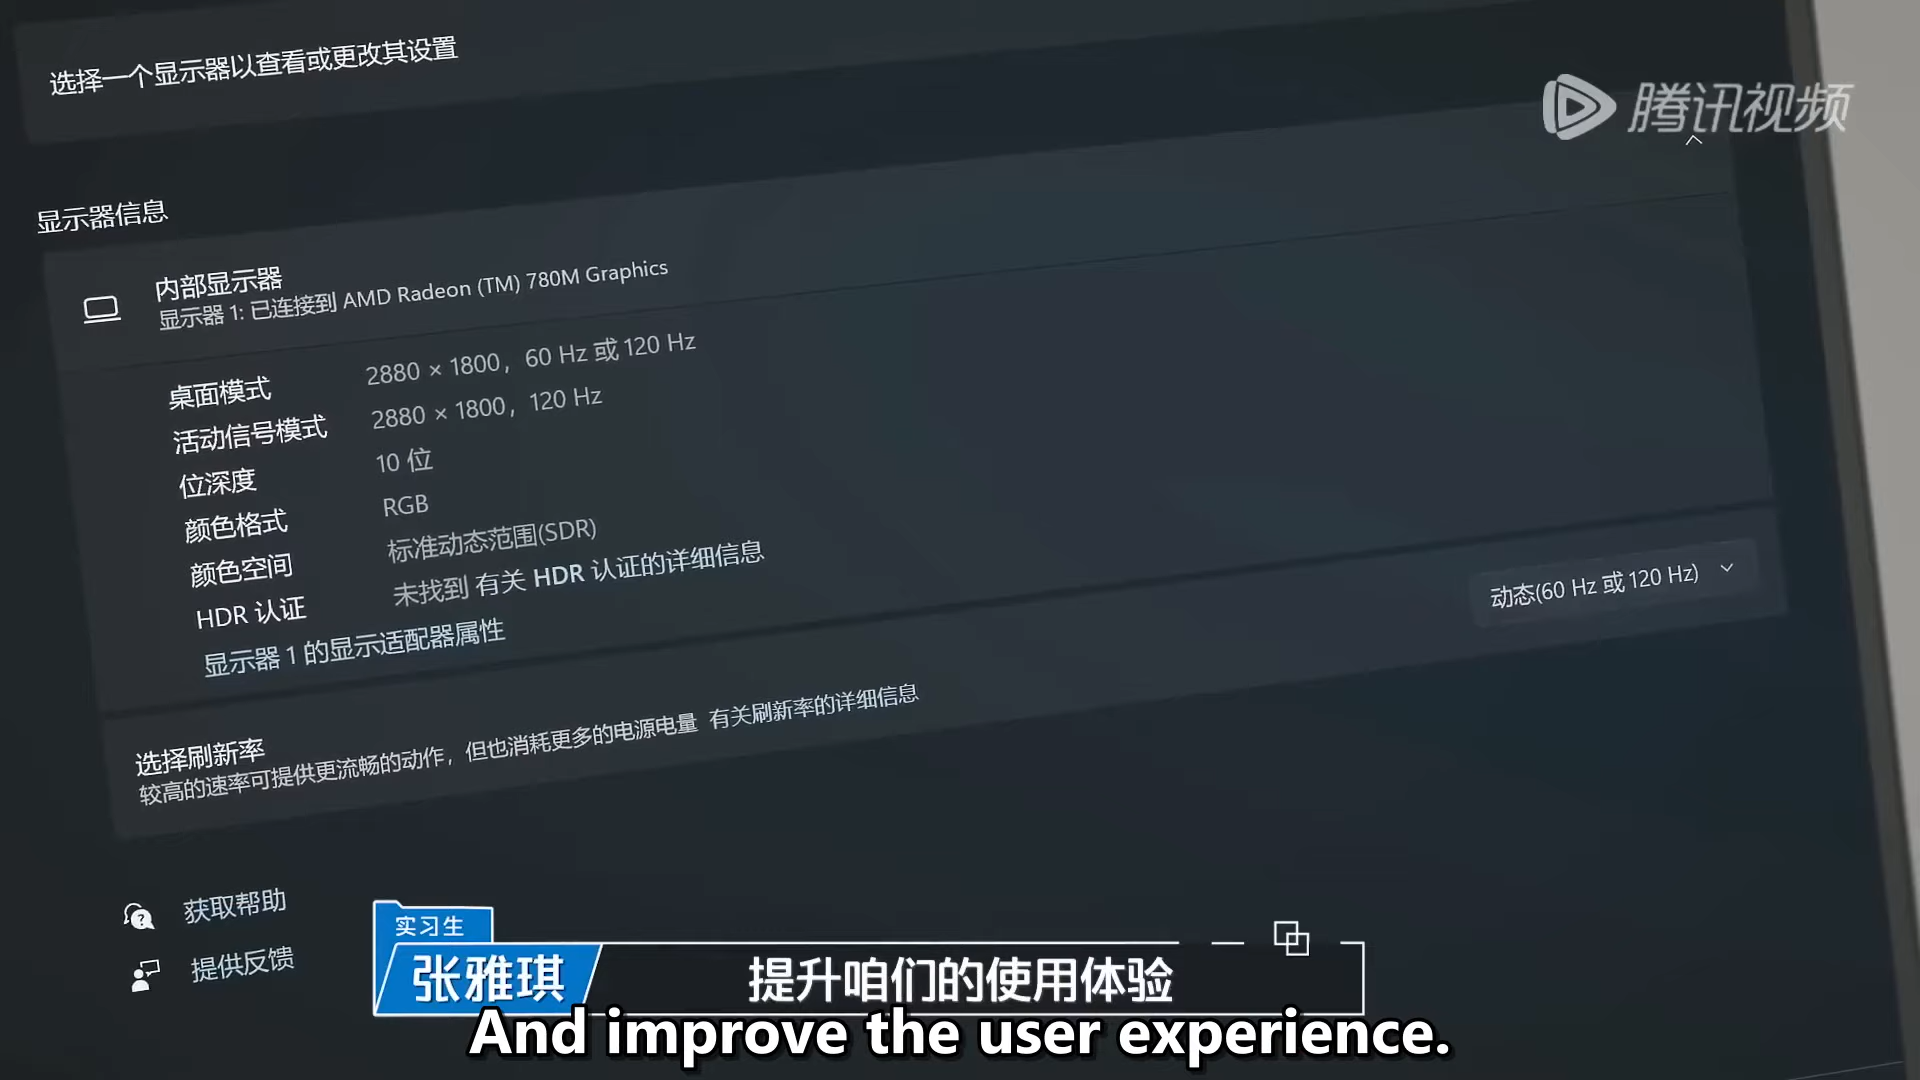 选择一个显示器以查看或更改其设置
腾讯视频
显示器信息
内部显示器
显示器 1: 已连接到 AMD Radeon (TM) 780M Graphics
桌面模式 2880 × 1800，60 Hz 或 120 Hz
活动信号模式 2880 × 1800，120 Hz
位深度 10 位
颜色格式 RGB
颜色空间 标准动态范围(SDR)
HDR 认证 未找到 有关 HDR 认证的详细信息
显示器 1 的显示适配器属性
选择刷新率
较高的速率可提供更流畅的动作，但也消耗更多的电源电量 有关刷新率的详细信息
动态(60 Hz 或 120 Hz)
获取帮助
提供反馈
实习生
张雅琪 提升咱们的使用体验
And improve the user experience.